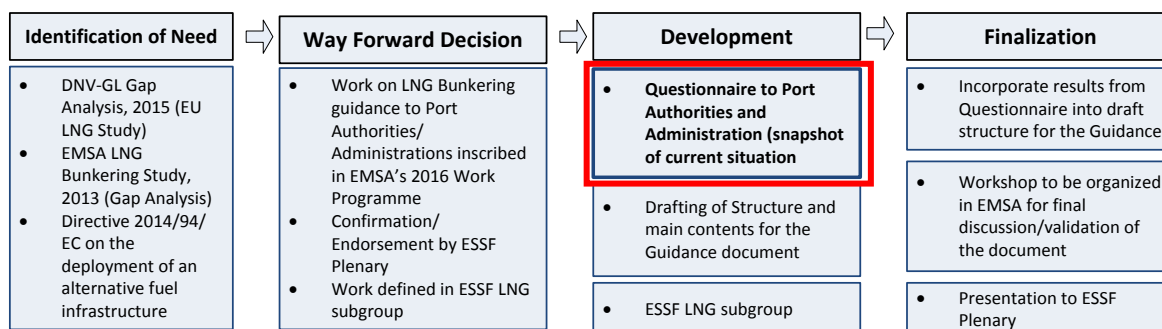 Identification of Need
DNV-GL Gap
Analysis, 2015 (EU
LNG Study)
EMSA LNG
Bunkering Study,
2013 (Gap Analysis)
Directive 2014/94/
EC on the
deployment of an
alternative fuel
infrastructure
Way Forward Decision
Work on LNG Bunkering
guidance to Port
Authorities/
Administrations inscribed
in EMSA’s 2016 Work
Programme
Confirmation/
Endorsement by ESSF
Plenary
Work defined in ESSF LNG
subgroup
Development
Questionnaire to Port
Authorities and
Administration (snapshot
of current situation
Drafting of Structure and
main contents for the
Guidance document
ESSF LNG subgroup
Finalization
Incorporate results from
Questionnaire into draft
structure for the Guidance
Workshop to be organized
in EMSA for final
discussion/validation of
the document
Presentation to ESSF
Plenary